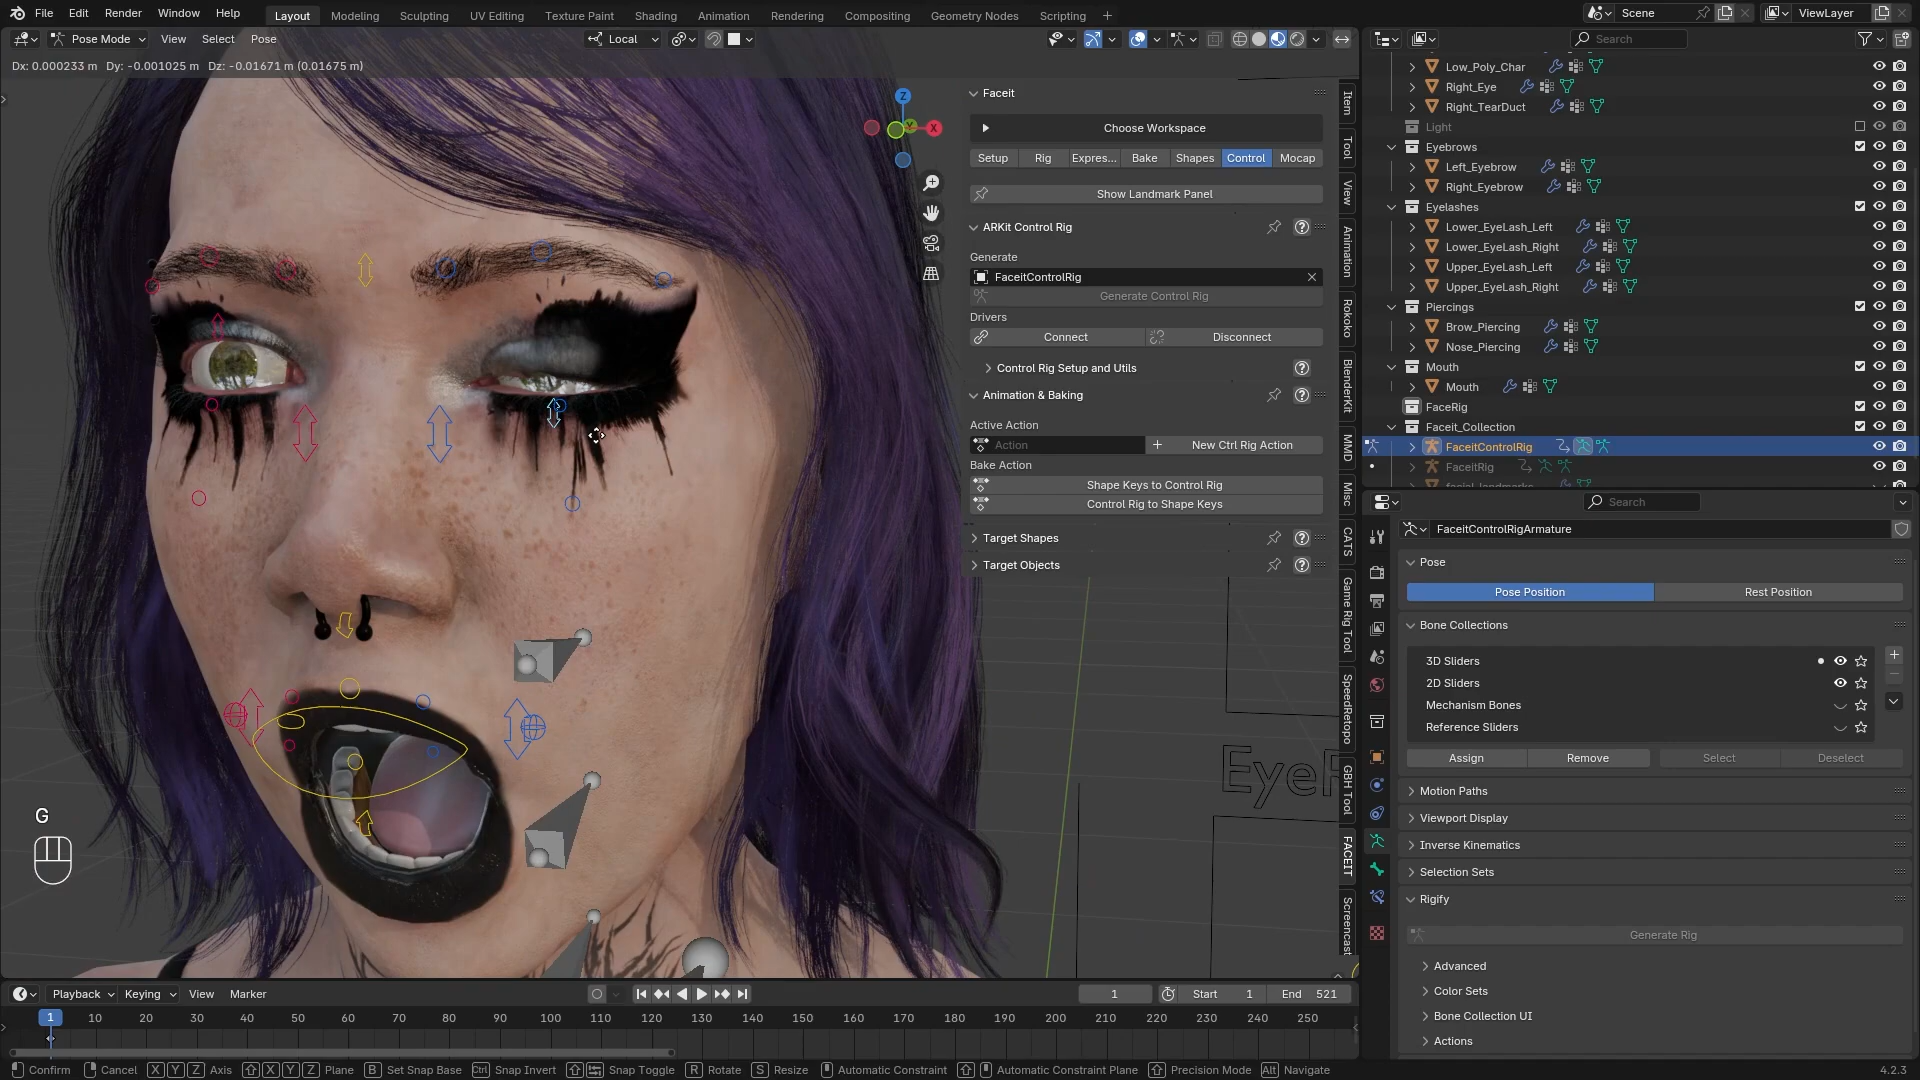 File Edit Render Window Help Layout Modeling Sculpting UV Editing Texture Paint Shading Animation Rendering Compositing Geometry Nodes Scripting + Scene ViewLayer
Pose Mode View Select Pose Local Search
Dx: 0.000233 m Dy: -0.001025 m Dz: -0.01671 m (0.01675 m)
Z
X
G
EyeF
Faceit
Choose Workspace
Setup Rig Expres... Bake Shapes Control Mocap
Show Landmark Panel
ARKit Control Rig
Generate
FaceitControlRig
Generate Control Rig
Drivers
Connect Disconnect
Control Rig Setup and Utils
Animation & Baking
Active Action
Action New Ctrl Rig Action
Bake Action
Shape Keys to Control Rig
Control Rig to Shape Keys
Target Shapes
Target Objects
Item
Tool
View
Animation
Rokoko
BlenderKit
MMD
Misc
CATS
Game Rig Tool
SpeedRetopo
GBH Tool
FACEIT
Screencast
Low_Poly_Char
Right_Eye
Right_TearDuct
Light
Eyebrows
Left_Eyebrow
Right_Eyebrow
Eyelashes
Lower_EyeLash_Left
Lower_EyeLash_Right
Upper_EyeLash_Left
Upper_EyeLash_Right
Piercings
Brow_Piercing
Nose_Piercing
Mouth
Mouth
FaceRig
Faceit_Collection
FaceitControlRig
FaceitRig
facial_landmarks
Search
FaceitControlRigArmature
Pose
Pose Position Rest Position
Bone Collections
3D Sliders
2D Sliders
Mechanism Bones
Reference Sliders
Assign Remove Select Deselect
Motion Paths
Viewport Display
Inverse Kinematics
Selection Sets
Rigify
Generate Rig
Advanced
Color Sets
Bone Collection UI
Actions
Playback Keying View Marker 1 Start 1 End 521
1 10 20 30 40 50 60 70 80 90 100 110 120 130 140 150 160 170 180 190 200 210 220 230 240 250
Confirm Cancel X Y Z Axis X Y Z Plane B Set Snap Base Ctrl Snap Invert Snap Toggle R Rotate S Resize Automatic Constraint Automatic Constraint Plane Precision Mode Alt Navigate 4.2.3